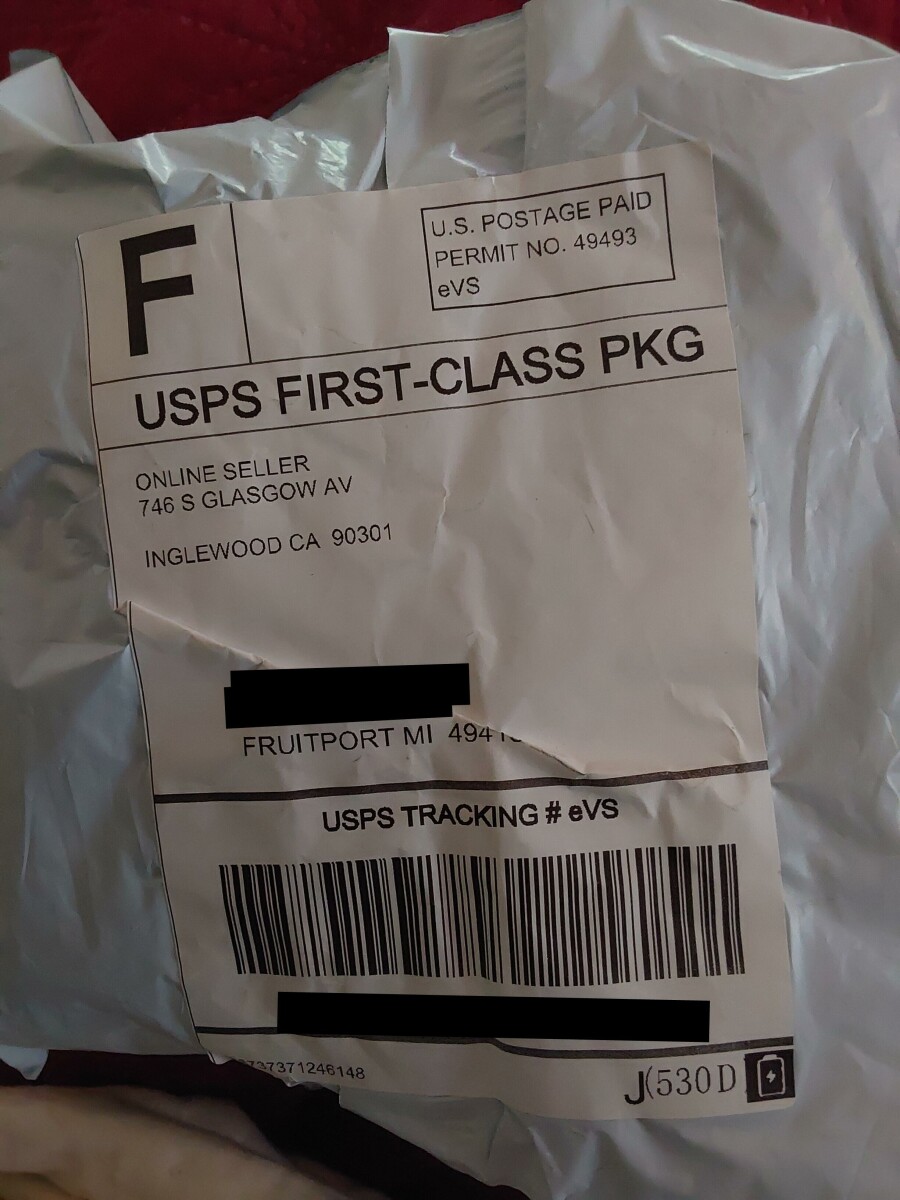 F
U.S. POSTAGE PAID
PERMIT NO. 49493
eVS
USPS FIRST-CLASS PKG
ONLINE SELLER
746 S GLASGOW AV
INGLEWOOD CA 90301
FRUITPORT MI
USPS TRACKING # eVS
J(530D